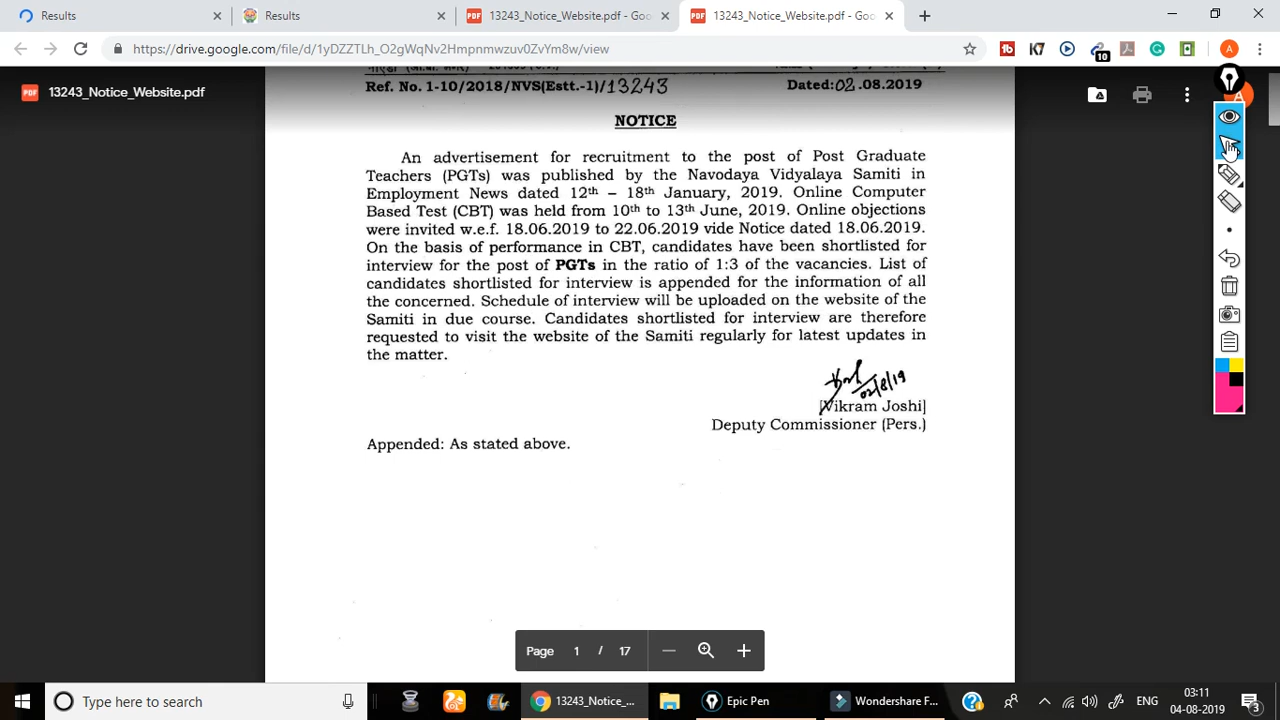 Results
Results
13243_Notice_Website.pdf - Goo
13243_Notice_Website.pdf - Goo
https://drive.google.com/file/d/1yDZZTLh_O2gWqNv2Hmpnmwzuv0ZvYm8w/view
K7
10
A
13243_Notice_Website.pdf
Ref. No. 1-10/2018/NVS(Estt.-1)/13243
Dated:02.08.2019
NOTICE
An advertisement for recruitment to the post of Post Graduate
Teachers (PGTs) was published by the Navodaya Vidyalaya Samiti in
Employment News dated 12th – 18th January, 2019. Online Computer
Based Test (CBT) was held from 10th to 13th June, 2019. Online objections
were invited w.e.f. 18.06.2019 to 22.06.2019 vide Notice dated 18.06.2019.
On the basis of performance in CBT, candidates have been shortlisted for
interview for the post of PGTs in the ratio of 1:3 of the vacancies. List of
candidates shortlisted for interview is appended for the information of all
the concerned. Schedule of interview will be uploaded on the website of the
Samiti in due course. Candidates shortlisted for interview are therefore
requested to visit the website of the Samiti regularly for latest updates in
the matter.
02/8/19
[Vikram Joshi]
Deputy Commissioner (Pers.)
Appended: As stated above.
Page 1 / 17
Type here to search
13243_Notice_...
Epic Pen
Wondershare F...
ENG
03:11
04-08-2019
3